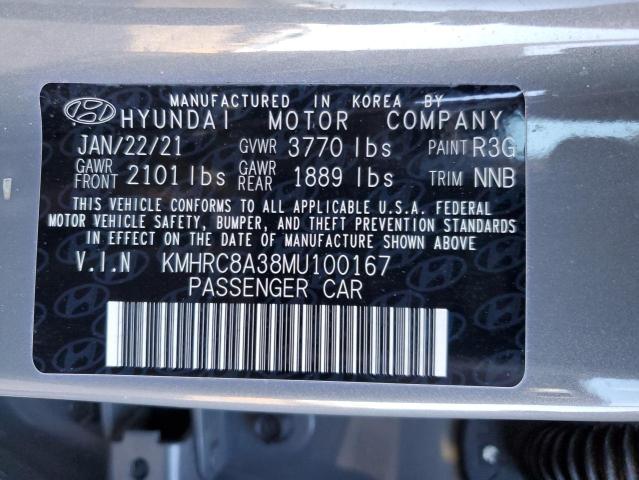 MANUFACTURED IN KOREA BY
HYUNDAI MOTOR COMPANY
JAN/22/21 GVWR 3770 lbs PAINT R3G
GAWR FRONT 2101 lbs GAWR REAR 1889 lbs TRIM NNB
THIS VEHICLE CONFORMS TO ALL APPLICABLE U.S.A. FEDERAL
MOTOR VEHICLE SAFETY, BUMPER, AND THEFT PREVENTION STANDARDS
IN EFFECT ON THE DATE OF MANUFACTURE SHOWN ABOVE
V.I.N KMHRC8A38MU100167
PASSENGER CAR